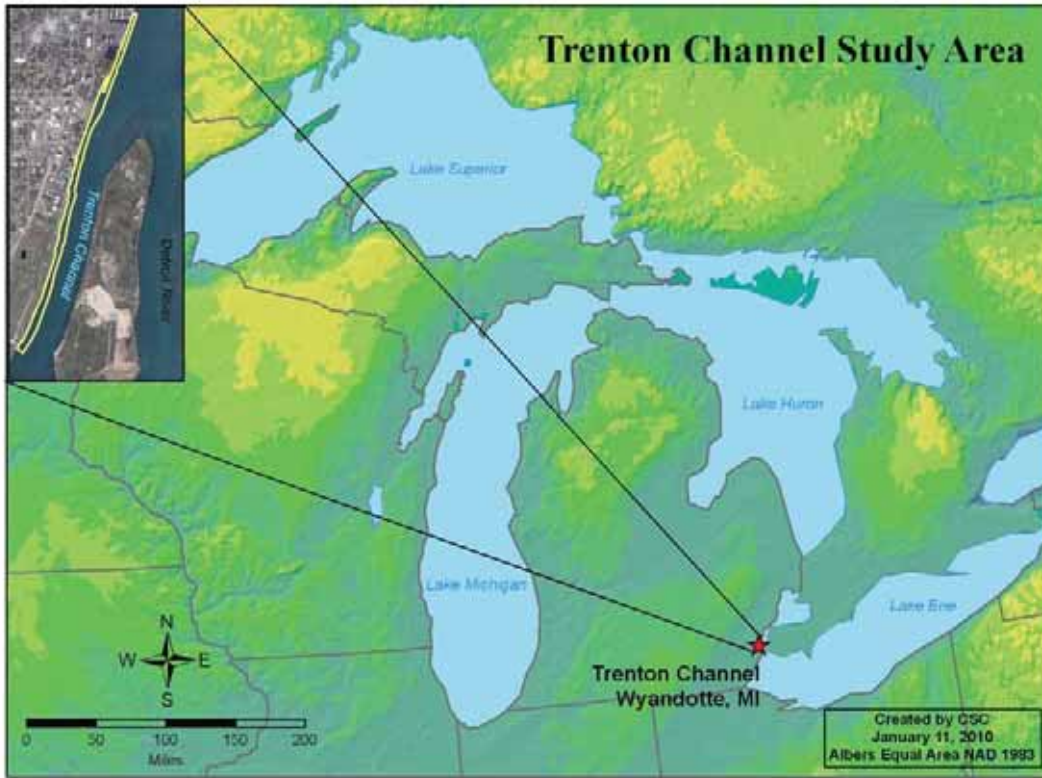 Trenton Channel Study Area
Trenton Channel
Detroit River
Lake Superior
Lake Huron
Lake Michigan
Lake Erie
Trenton Channel
Wyandotte, MI
N
W E
S
0 50 100 150 200
Miles
Created by GSC
January 11, 2010
Albers Equal Area NAD 1983